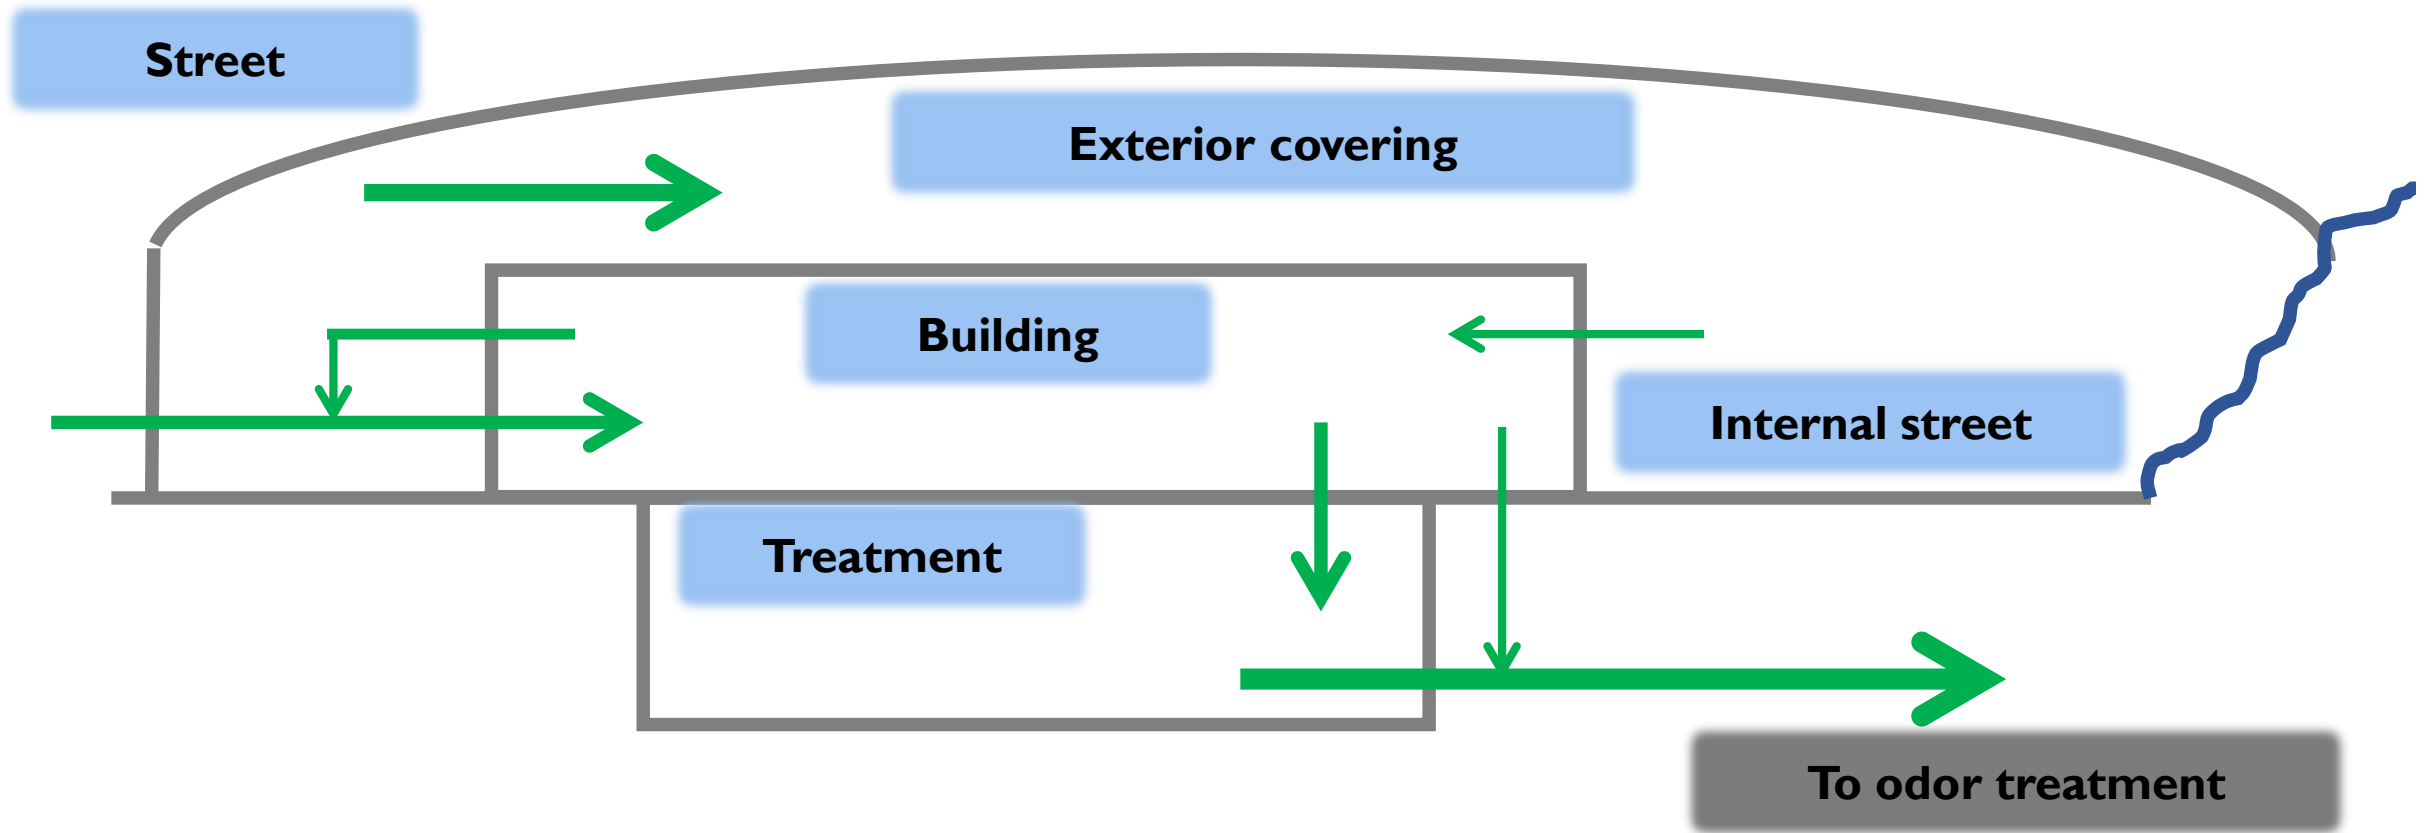 Street
Exterior covering
Building
Internal street
Treatment
To odor treatment